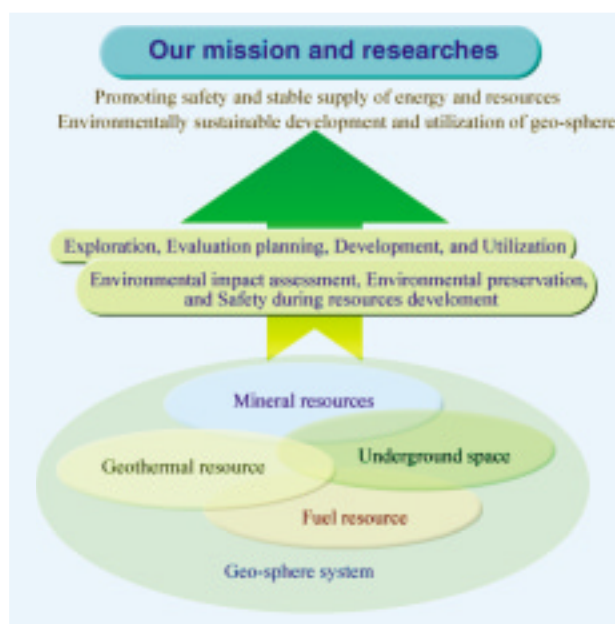 Our mission and researches
Promoting safety and stable supply of energy and resources
Environmentally sustainable development and utilization of geo-sphere
Exploration, Evaluation planning, Development, and Utilization
Environmental impact assessment, Environmental preservation,
and Safety during resources develoment
Mineral resources
Underground space
Geothermal resource
Fuel resource
Geo-sphere system